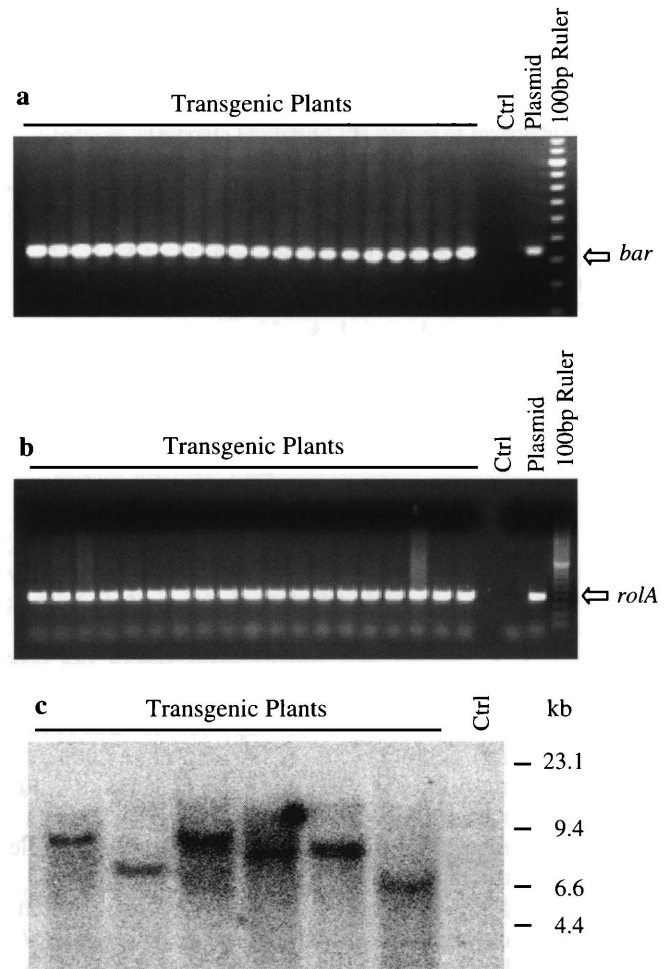 a
Transgenic Plants
Ctrl
Plasmid
100bp Ruler
bar
b
Transgenic Plants
Ctrl
Plasmid
100bp Ruler
rolA
c
Transgenic Plants
Ctrl
kb
23.1
9.4
6.6
4.4